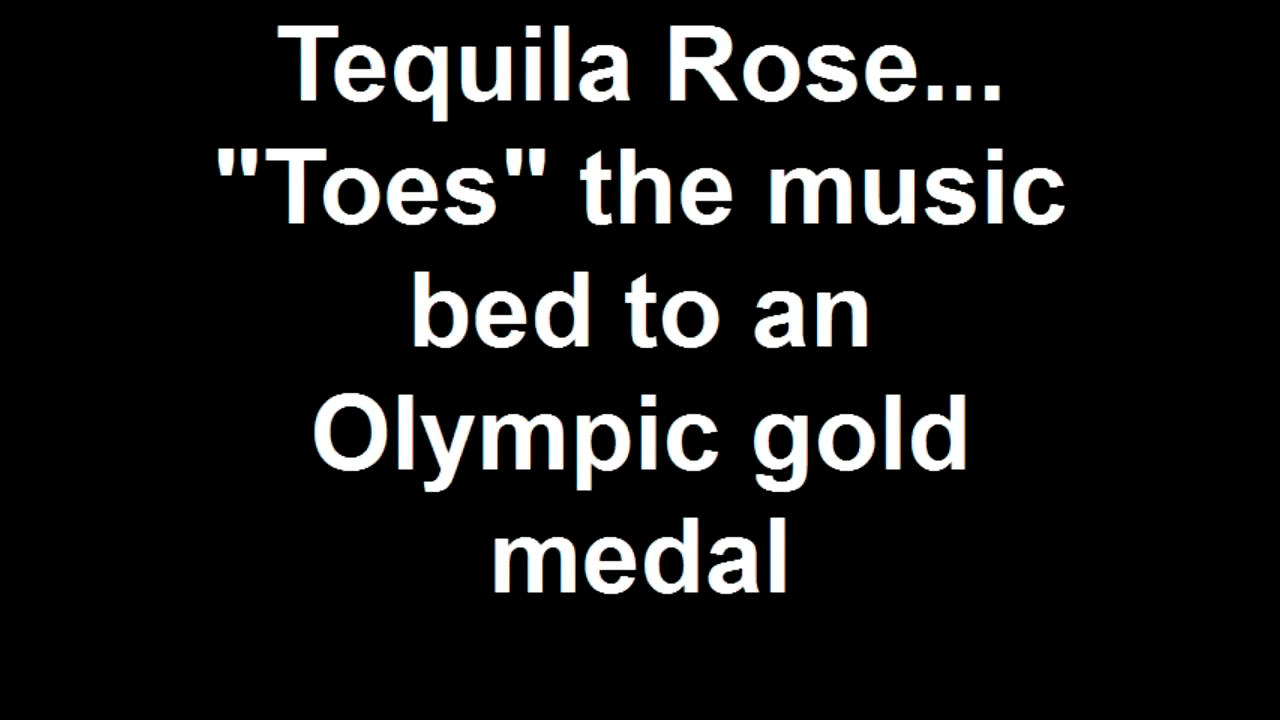 Tequila Rose...
"Toes" the music
bed to an
Olympic gold
medal